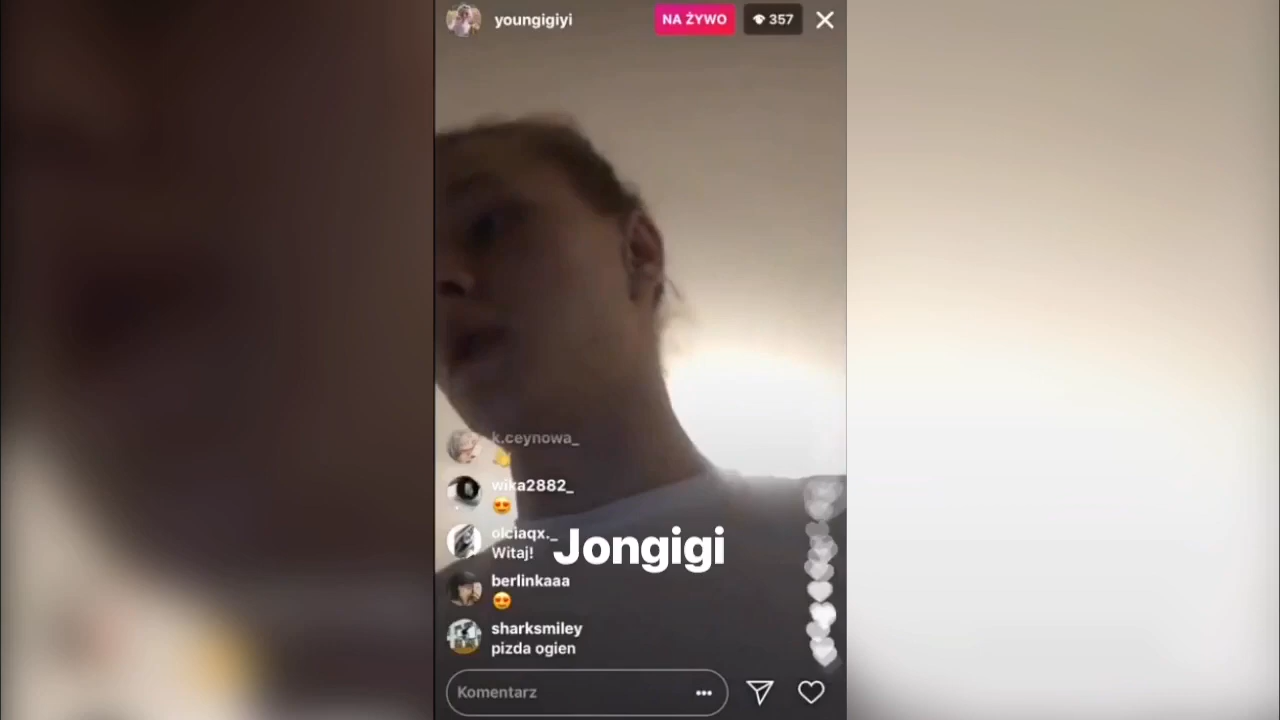 youngigiyi
NA ŻYWO
357
k.ceynowa_
wika2882_
olciaqx._
Witaj!
Jongigi
berlinkaaa
sharksmiley
pizda ogien
Komentarz